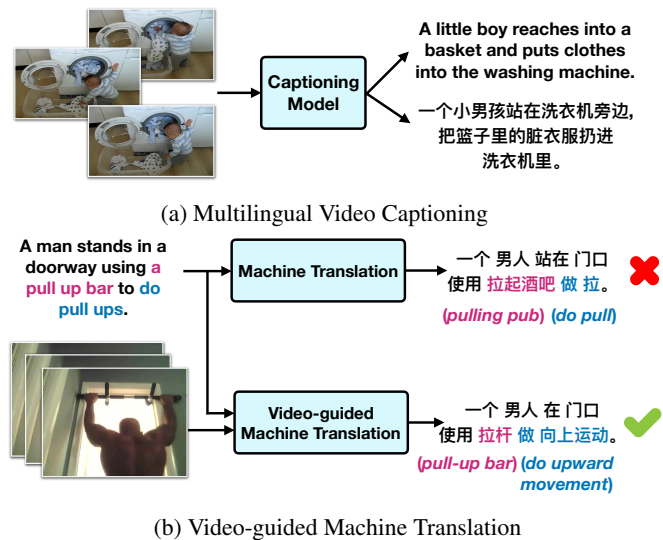 A little boy reaches into a
basket and puts clothes
into the washing machine.
Captioning
Model
一个小男孩站在洗衣机旁边,
把篮子里的脏衣服扔进
洗衣机里。
(a) Multilingual Video Captioning
A man stands in a
doorway using a
pull up bar to do
pull ups.
Machine Translation
一个 男人 站在 门口
使用 拉起酒吧 做 拉。
(pulling pub) (do pull)
Video-guided
Machine Translation
一个 男人 在 门口
使用 拉杆 做 向上运动。
(pull-up bar) (do upward
movement)
(b) Video-guided Machine Translation